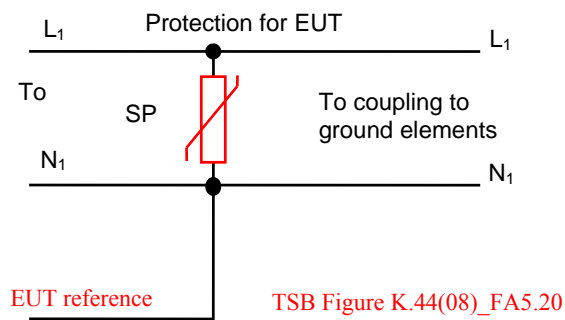 Protection for EUT
L₁
L₁
To
SP
To coupling to
ground elements
N₁
N₁
EUT reference
TSB Figure K.44(08)_FA5.20